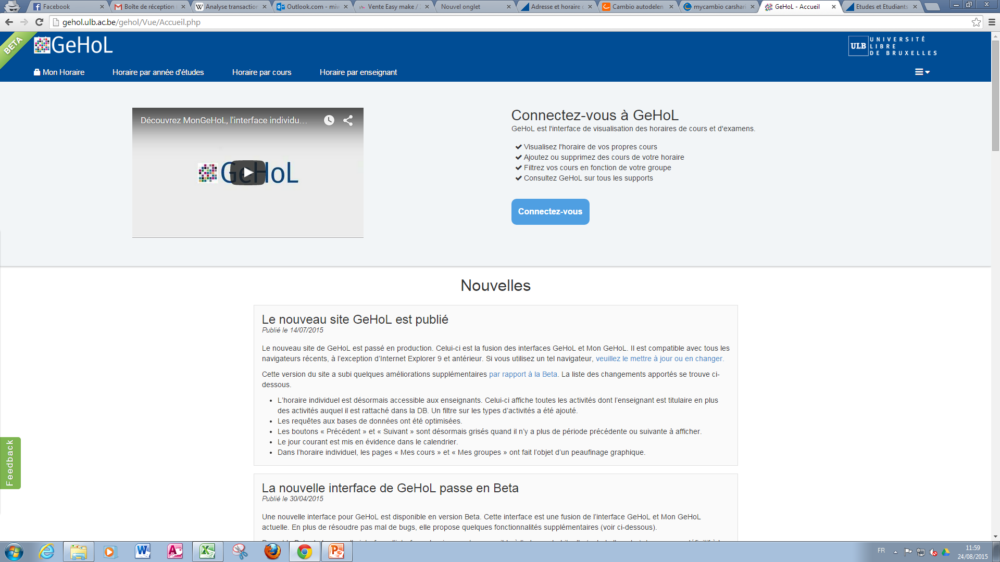 Facebook
Boîte de réception
Analyse transaction
Outlook.com - miw
Vente Easy make /
Nouvel onglet
Adresse et horaire
Cambio autodelen
mycambio carshari
GeHoL - Accueil
Etudes et Etudiants
gehol.ulb.ac.be/gehol/Vue/Accueil.php
BETA
GeHoL
ULB
UNIVERSITÉ
LIBRE
DE BRUXELLES
Mon Horaire
Horaire par année d'études
Horaire par cours
Horaire par enseignant
Découvrez MonGeHoL, l'interface individu...
GeHoL
Connectez-vous à GeHoL
GeHoL est l'interface de visualisation des horaires de cours et d'examens.
Visualisez l'horaire de vos propres cours
Ajoutez ou supprimez des cours de votre horaire
Filtrez vos cours en fonction de votre groupe
Consultez GeHoL sur tous les supports
Connectez-vous
Nouvelles
Le nouveau site GeHoL est publié
Publié le 14/07/2015
Le nouveau site de GeHoL est passé en production. Celui-ci est la fusion des interfaces GeHoL et Mon GeHoL. Il est compatible avec tous les
navigateurs récents, à l'exception d'Internet Explorer 9 et antérieur. Si vous utilisez un tel navigateur, veuillez le mettre à jour ou en changer.
Cette version du site a subi quelques améliorations supplémentaires par rapport à la Beta. La liste des changements apportés se trouve ci-
dessous.
• L'horaire individuel est désormais accessible aux enseignants. Celui-ci affiche toutes les activités dont l'enseignant est titulaire en plus
des activités auquel il est rattaché dans la DB. Un filtre sur les types d'activités a été ajouté.
• Les requêtes aux bases de données ont été optimisées.
• Les boutons « Précédent » et « Suivant » sont désormais grisés quand il n'y a plus de période précédente ou suivante à afficher.
• Le jour courant est mis en évidence dans le calendrier.
• Dans l'horaire individuel, les pages « Mes cours » et « Mes groupes » ont fait l'objet d'un peaufinage graphique.
Feedback
La nouvelle interface de GeHoL passe en Beta
Publié le 30/04/2015
Une nouvelle interface pour GeHoL est disponible en version Beta. Cette interface est une fusion de l'interface GeHoL et Mon GeHoL
actuelle. En plus de résoudre pas mal de bugs, elle propose quelques fonctionnalités supplémentaires (voir ci-dessous).
FR
11:59
24/08/2015